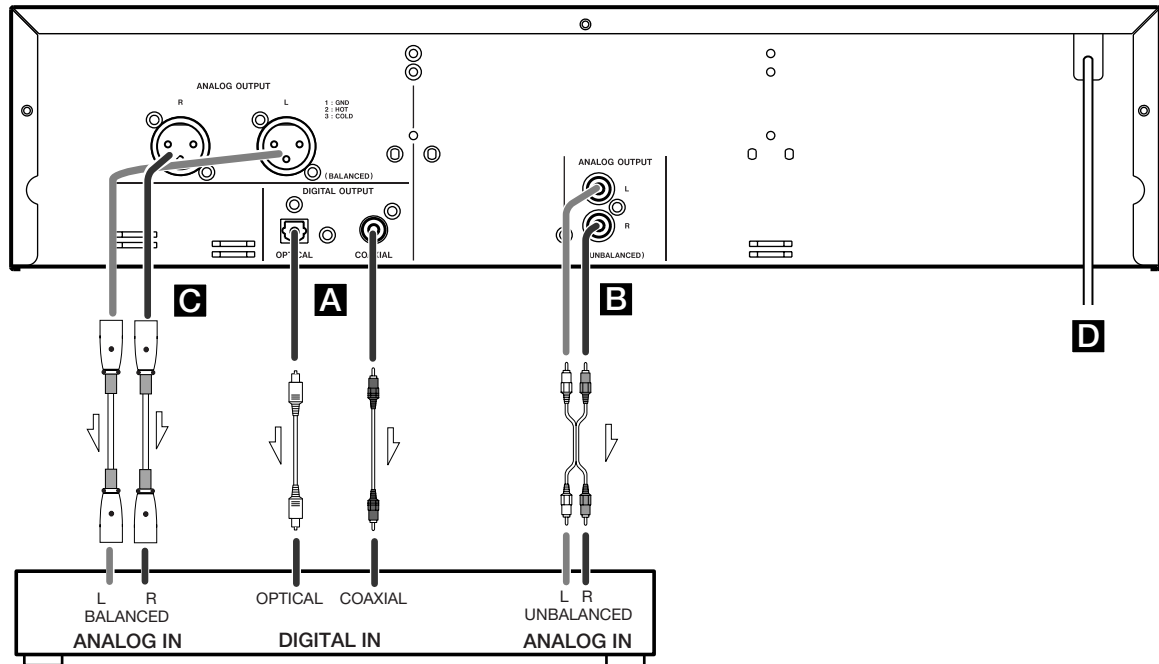 ANALOG OUTPUT
R L
1 : GND
2 : HOT
3 : COLD
(BALANCED)
DIGITAL OUTPUT
OPTICAL COAXIAL
ANALOG OUTPUT
L
R
(UNBALANCED)
C A B D
L R
BALANCED
ANALOG IN
OPTICAL COAXIAL
DIGITAL IN
L R
UNBALANCED
ANALOG IN